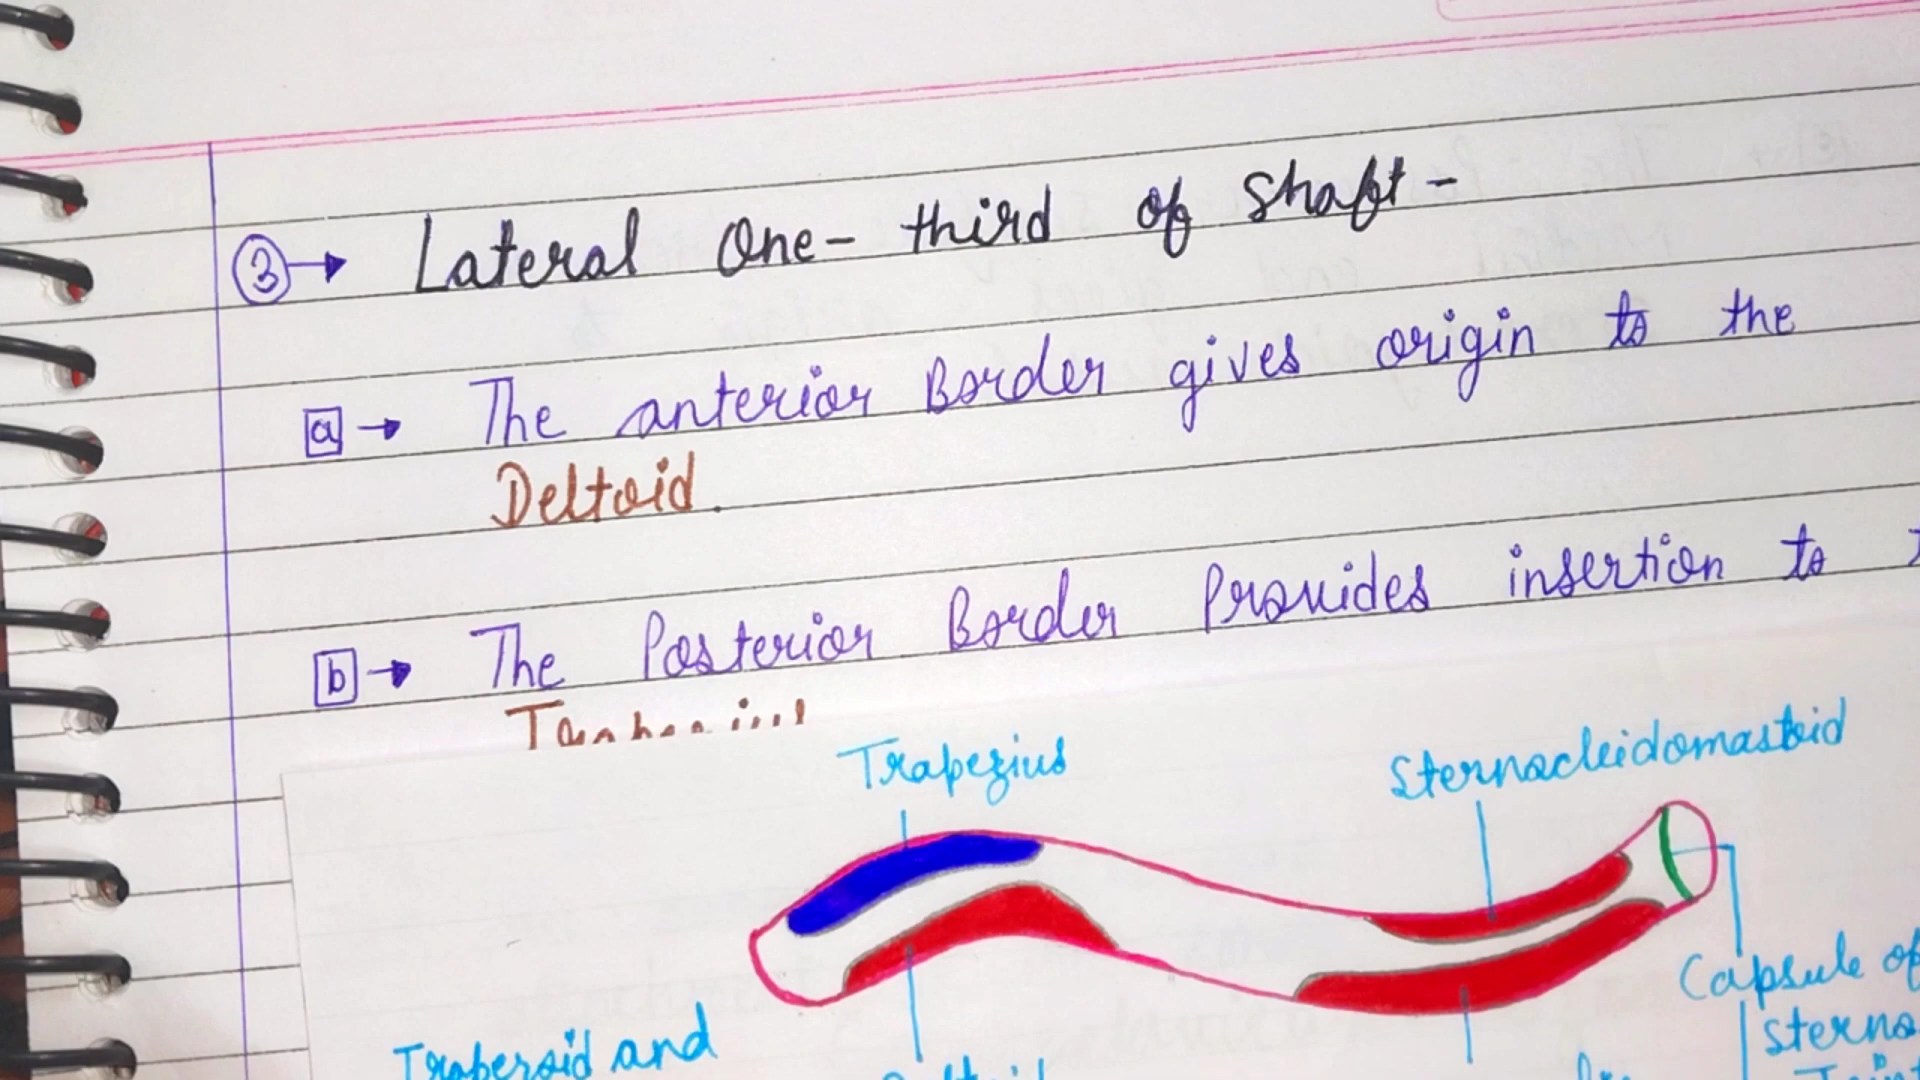 3 → Lateral One-third of Shaft -
a → The anterior Border gives origin to the
Deltoid.
b → The Posterior Border Provides insertion to
Trapezius
Sternocleidomastoid
Capsule of
Trapezoid and